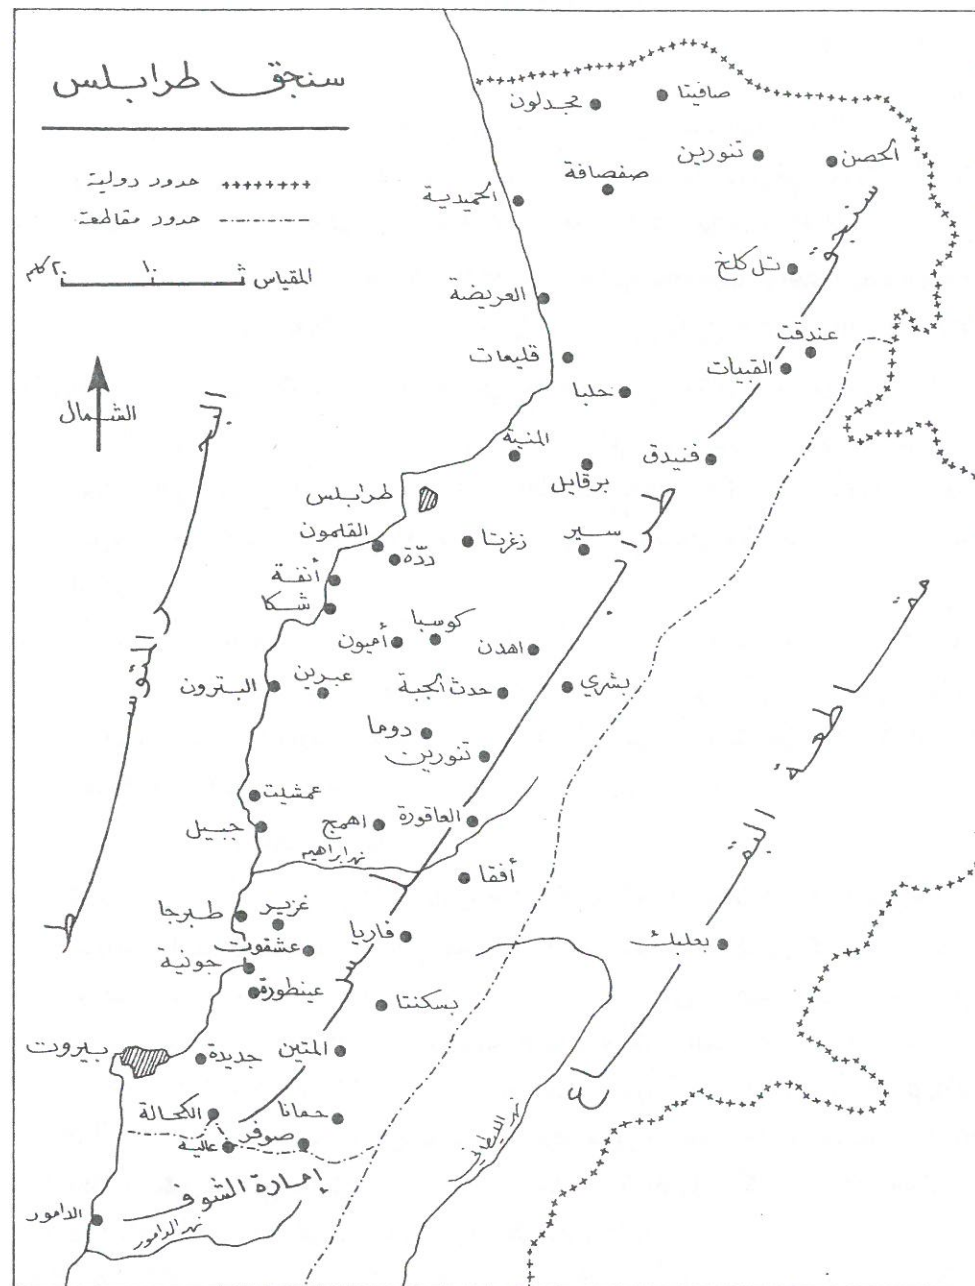 سنجق طرابلس
حدود دولية
حدود مقاطعة
المقياس
٢٠ كلم ١٠
الشمال
البحر المتوسط
سنجق طرابلس
مقاطعة البقاع
صافيتا
مجدلون
تنورين
الحصن
صفصافة
الحميدية
تل كلخ
العريضة
عندقت
قليعات
القبيات
حلبا
المنية
فنيدق
برقايل
طرابلس
القلمون
زغرتا
سير
ددّة
أنفة
شكا
كوسبا
أميون
اهدن
عبرين
البترون
حدث الجبة
بشري
دوما
تنورين
عمشيت
جبيل
اهمج
العاقورة
نهر ابراهيم
أفقا
غزير
طبرجا
فاريا
عشقوت
بعلبك
جونية
عينطورة
بسكنتا
المتين
بيروت
جديدة
حمانا
الكحالة
صوفر
عاليه
نهر الليطاني
إمارة الشوف
الدامور
نهر الدامور